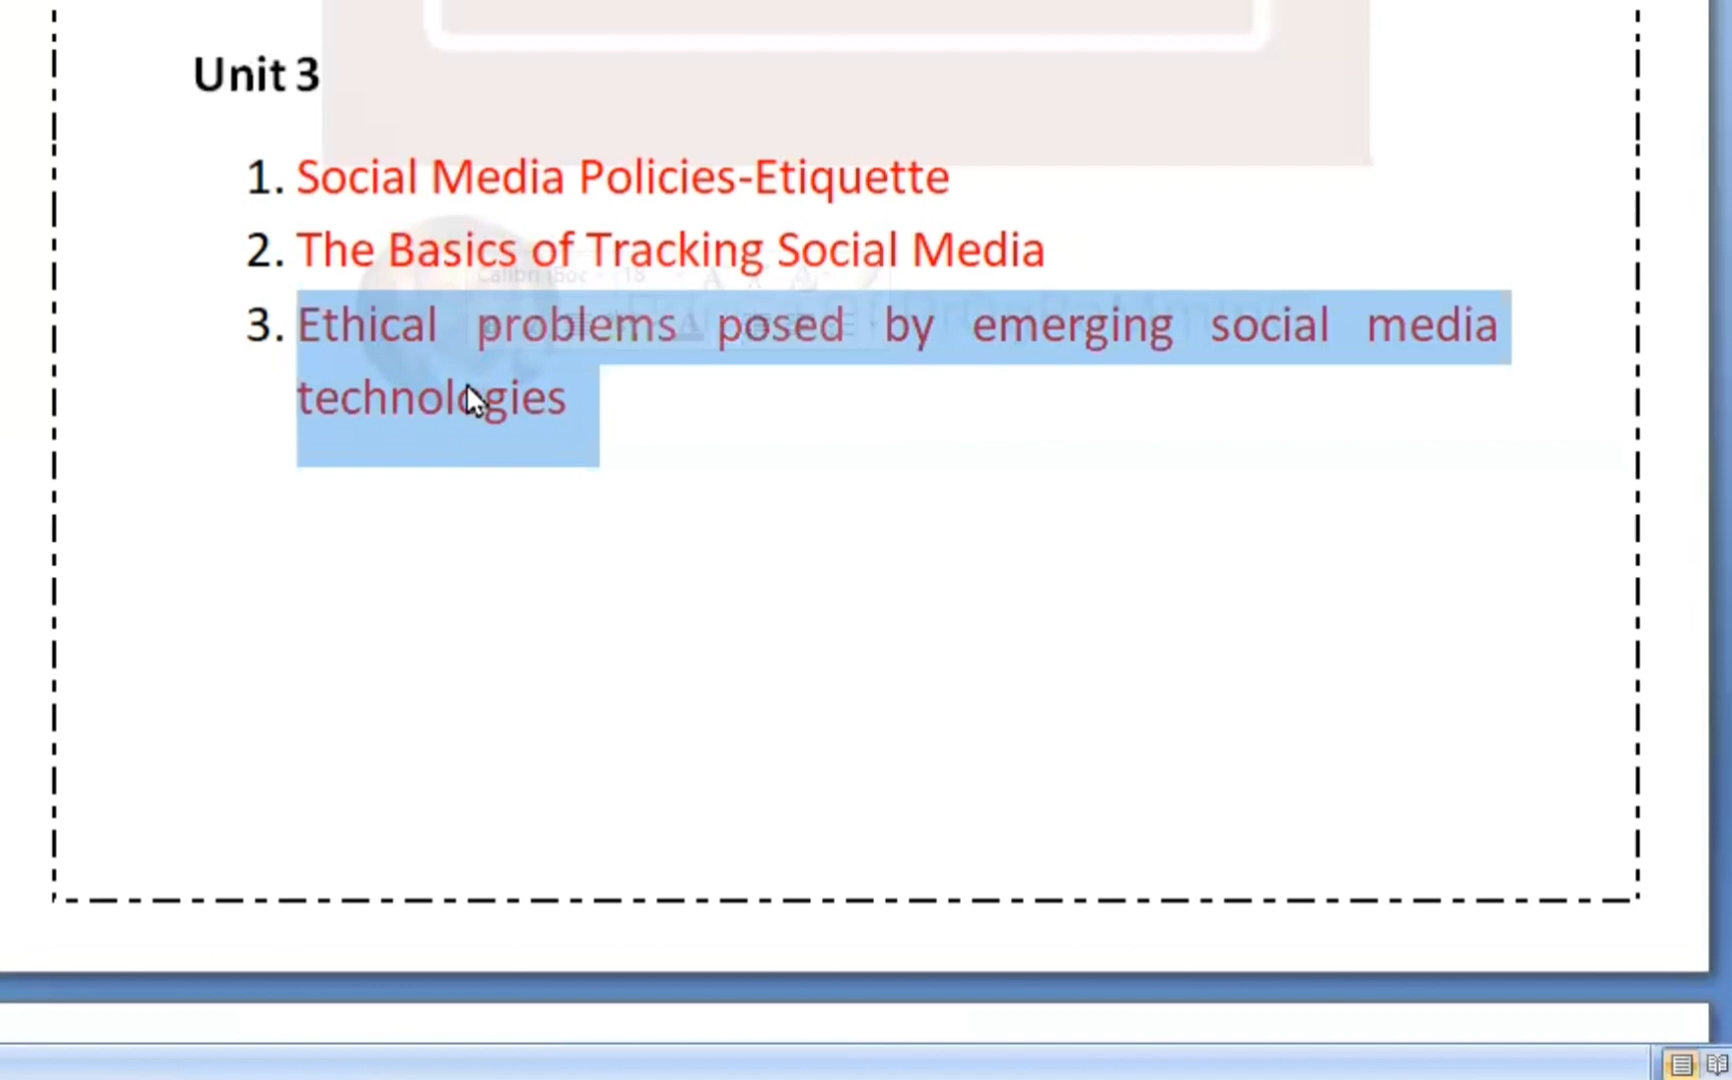 Unit 3
1. Social Media Policies-Etiquette
2. The Basics of Tracking Social Media
3. Ethical problems posed by emerging social media
technologies